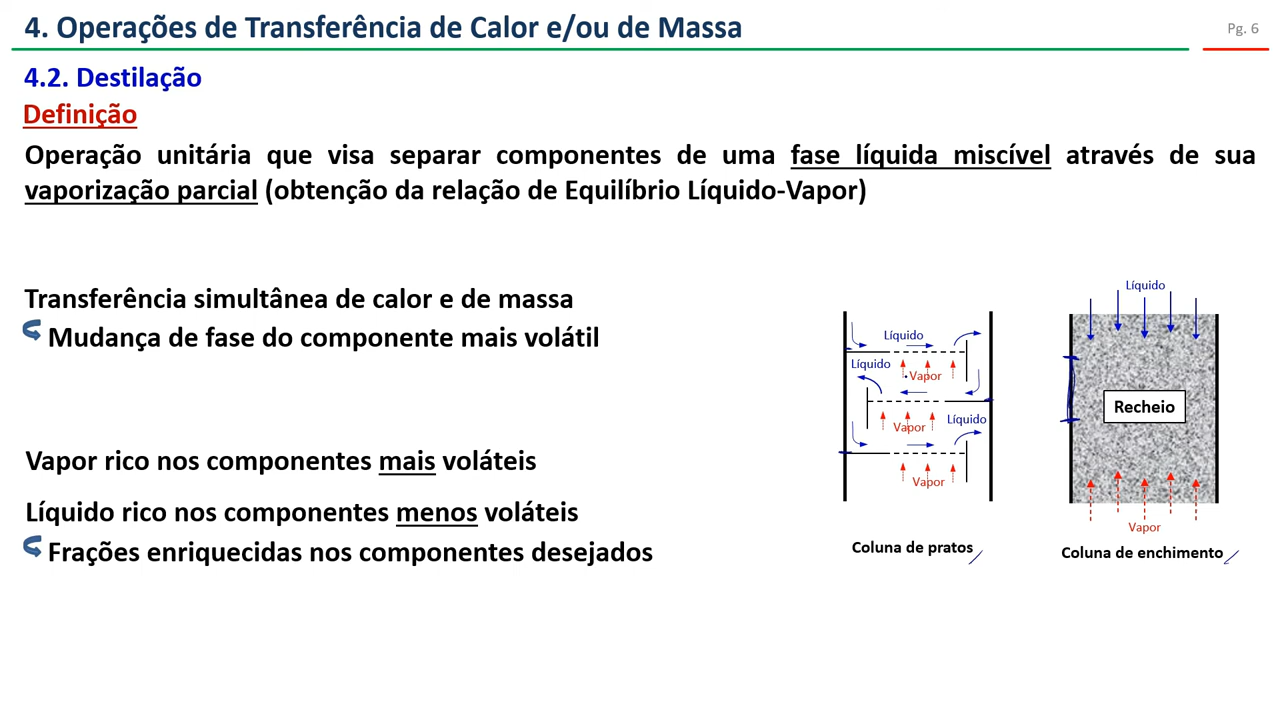 4. Operações de Transferência de Calor e/ou de Massa
Pg. 6
4.2. Destilação
Definição
Operação unitária que visa separar componentes de uma fase líquida miscível através de sua
vaporização parcial (obtenção da relação de Equilíbrio Líquido-Vapor)
Transferência simultânea de calor e de massa
Mudança de fase do componente mais volátil
Vapor rico nos componentes mais voláteis
Líquido rico nos componentes menos voláteis
Frações enriquecidas nos componentes desejados
Líquido
Vapor
Líquido
Vapor
Líquido
Vapor
Coluna de pratos
Líquido
Recheio
Vapor
Coluna de enchimento